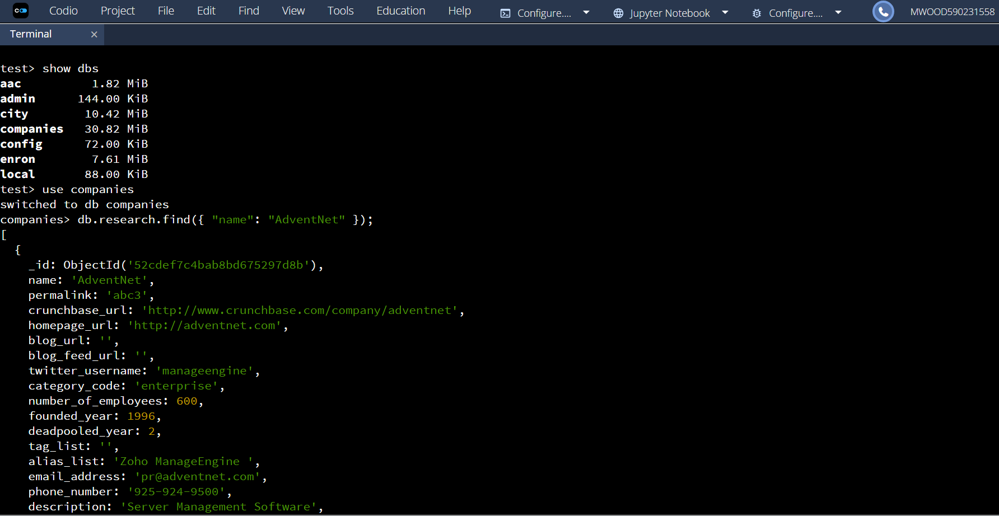 Codio Project File Edit Find View Tools Education Help Configure.... Jupyter Notebook Configure.... MWOOD590231558
Terminal
test> show dbs
aac 1.82 MiB
admin 144.00 KiB
city 10.42 MiB
companies 30.82 MiB
config 72.00 KiB
enron 7.61 MiB
local 88.00 KiB
test> use companies
switched to db companies
companies> db.research.find({ "name": "AdventNet" });
[
{
_id: ObjectId('52cdef7c4bab8bd675297d8b'),
name: 'AdventNet',
permalink: 'abc3',
crunchbase_url: 'http://www.crunchbase.com/company/adventnet',
homepage_url: 'http://adventnet.com',
blog_url: '',
blog_feed_url: '',
twitter_username: 'manageengine',
category_code: 'enterprise',
number_of_employees: 600,
founded_year: 1996,
deadpooled_year: 2,
tag_list: '',
alias_list: 'Zoho ManageEngine ',
email_address: 'pr@adventnet.com',
phone_number: '925-924-9500',
description: 'Server Management Software',